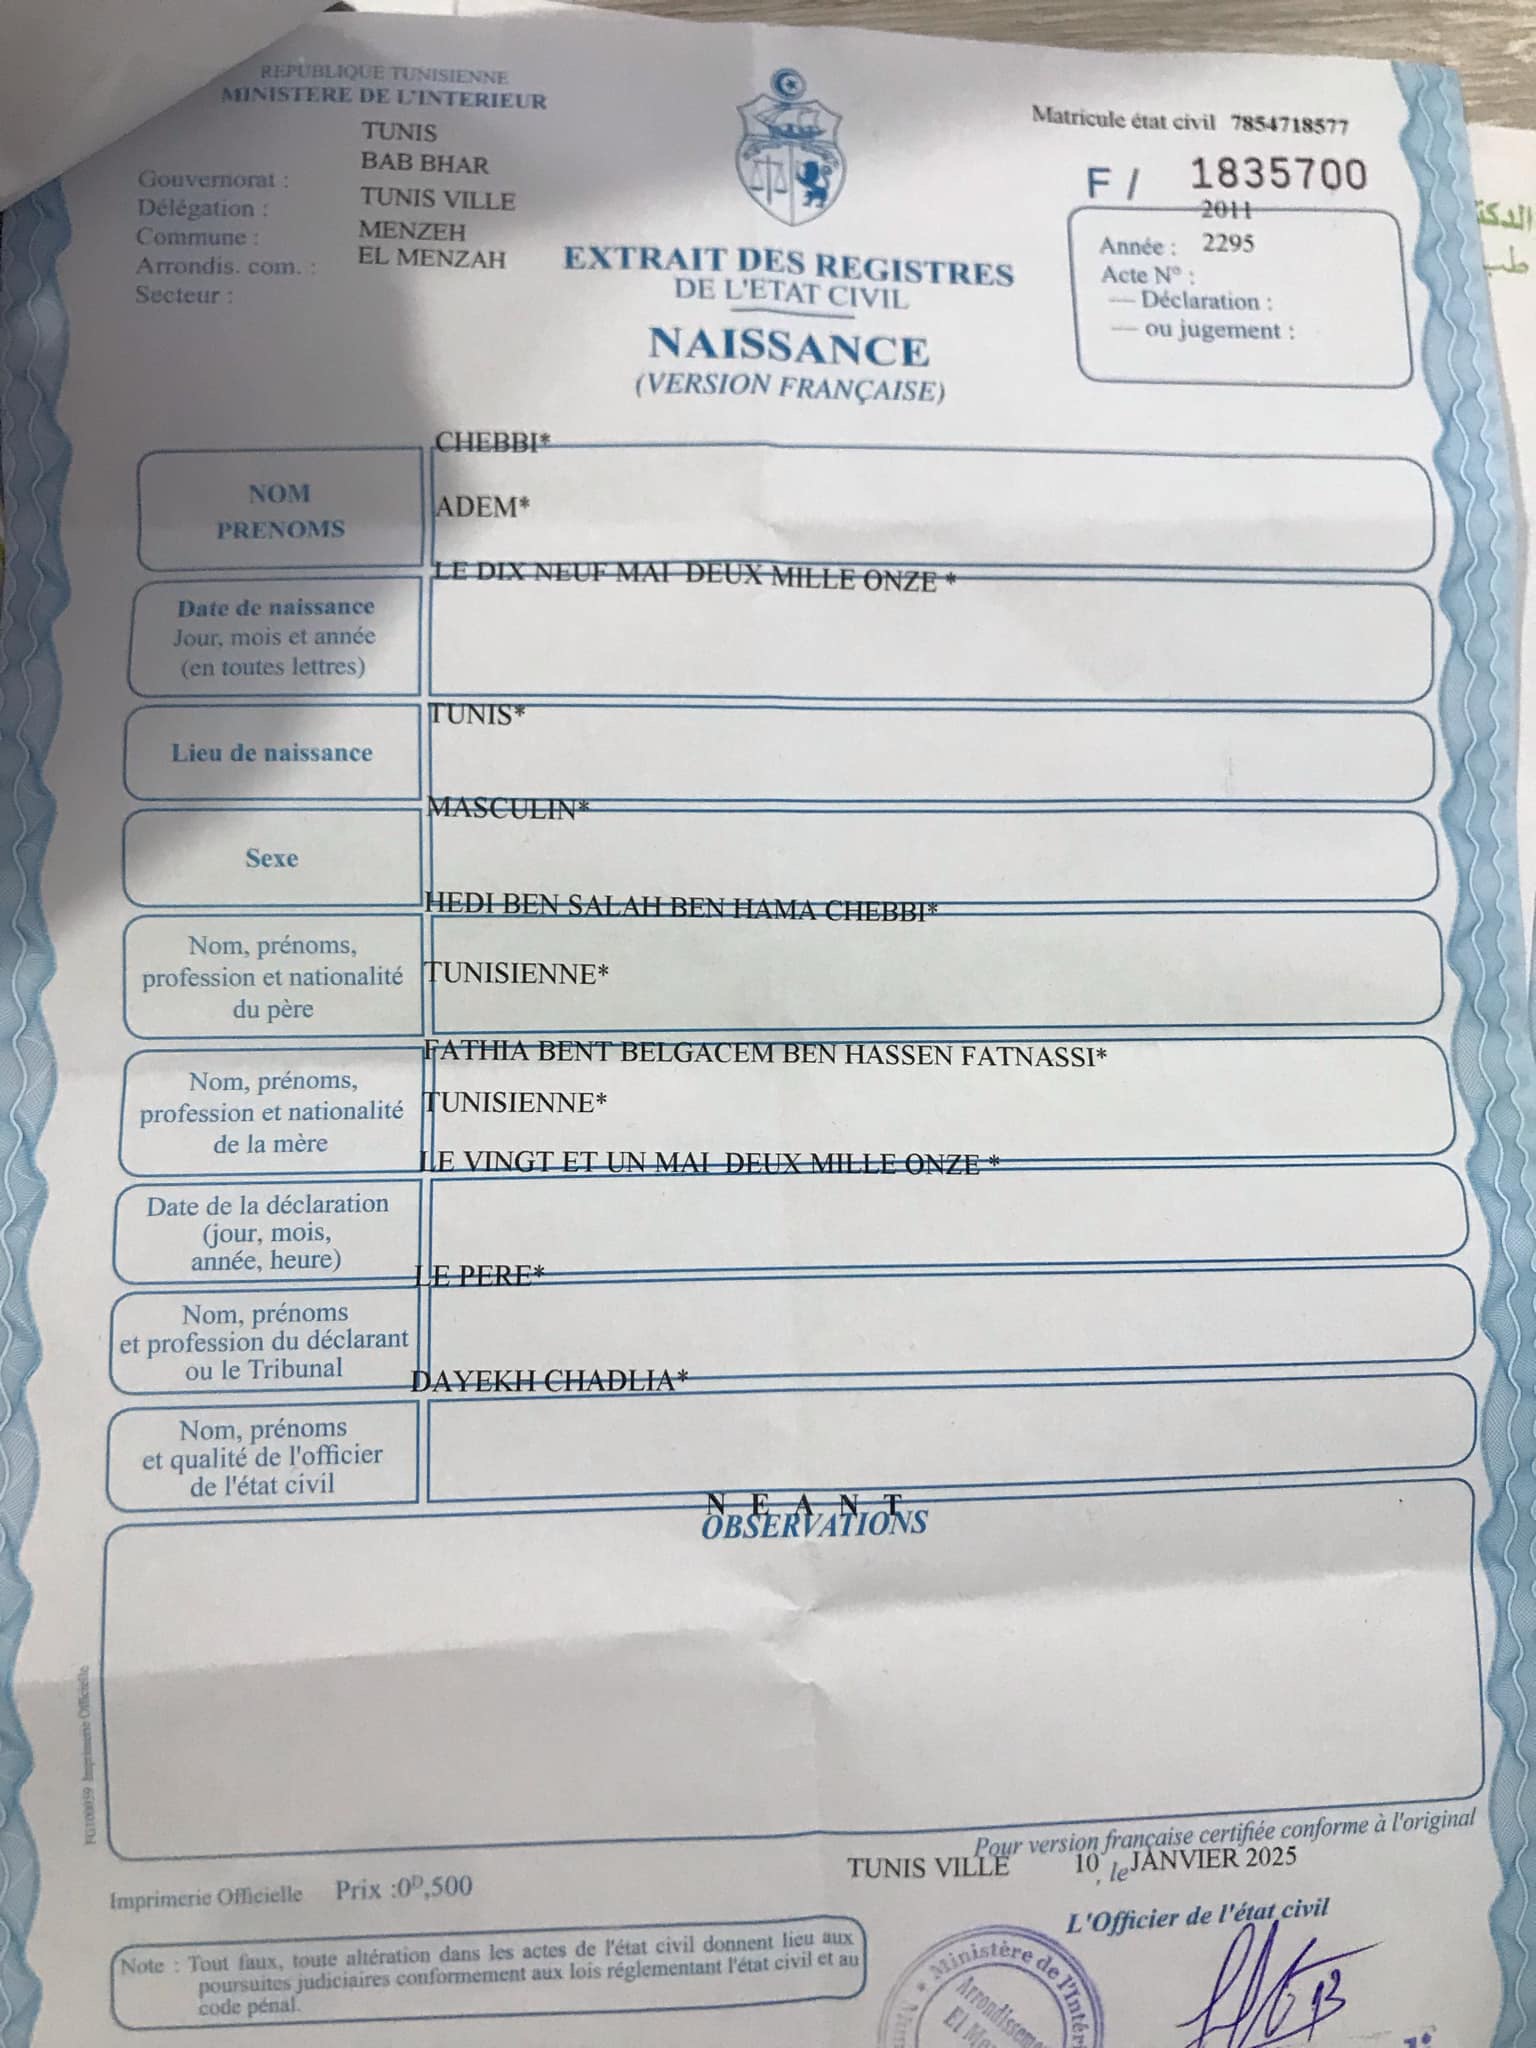 REPUBLIQUE TUNISIENNE
MINISTERE DE L'INTERIEUR
TUNIS
BAB BHAR
Gouvernorat :
TUNIS VILLE
Délégation :
MENZEH
Commune :
EL MENZAH
Arrondis. com. :
Secteur :
Matricule état civil 7854718577
F / 1835700
2011
Année : 2295
Acte N° :
— Déclaration :
— ou jugement :
EXTRAIT DES REGISTRES
DE L'ETAT CIVIL
NAISSANCE
(VERSION FRANÇAISE)
CHEBBI*
NOM
ADEM*
PRENOMS
LE DIX NEUF MAI DEUX MILLE ONZE *
Date de naissance
Jour, mois et année
(en toutes lettres)
TUNIS*
Lieu de naissance
MASCULIN*
Sexe
HEDI BEN SALAH BEN HAMA CHEBBI*
Nom, prénoms,
profession et nationalité
du père
TUNISIENNE*
FATHIA BENT BELGACEM BEN HASSEN FATNASSI*
Nom, prénoms,
profession et nationalité
de la mère
TUNISIENNE*
LE VINGT ET UN MAI DEUX MILLE ONZE *
Date de la déclaration
(jour, mois,
année, heure)
LE PERE*
Nom, prénoms
et profession du déclarant
ou le Tribunal
DAYEKH CHADLIA*
Nom, prénoms
et qualité de l'officier
de l'état civil
N E A N T
OBSERVATIONS
FG100059 Imprimerie Officielle
Pour version française certifiée conforme à l'original
TUNIS VILLE 10 , le JANVIER 2025
Imprimerie Officielle Prix :0D,500
L'Officier de l'état civil
Note : Tout faux, toute altération dans les actes de l'état civil donnent lieu aux
poursuites judiciaires conformement aux lois réglementant l'état civil et au
code pénal.
Ministère de l'Intéri
Arrondisseme
El Me
الدكت
طب